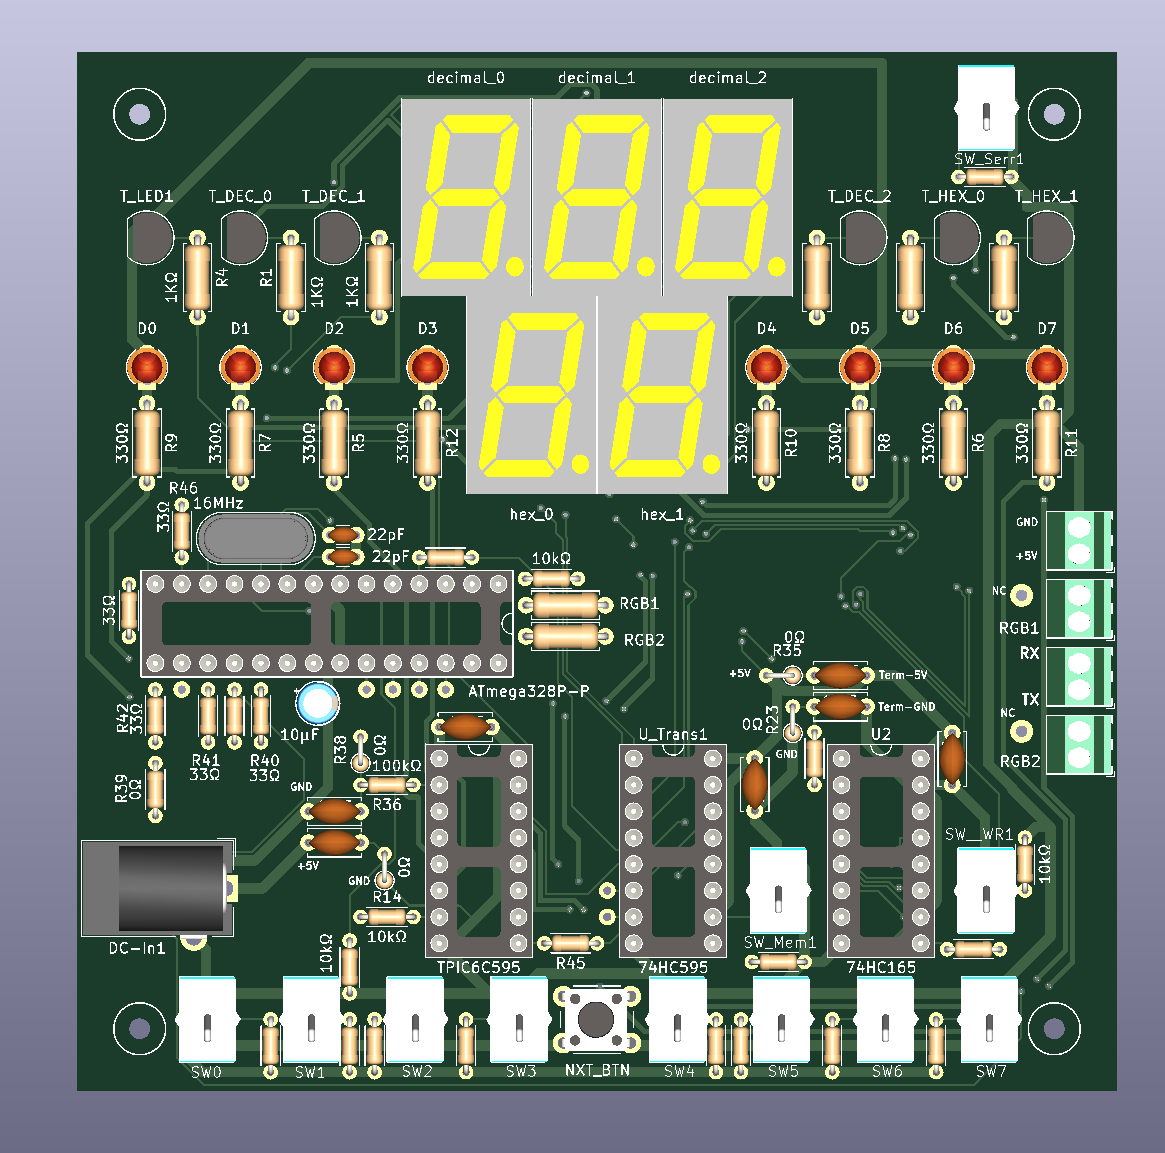 decimal_0 decimal_1 decimal_2
SW_Serr1
T_LED1 T_DEC_0 T_DEC_1 T_DEC_2 T_HEX_0 T_HEX_1
1KΩ R4 R1 1KΩ 1KΩ
D0 D1 D2 D3 D4 D5 D6 D7
330Ω R9 330Ω R7 330Ω R5 330Ω R12 330Ω R10 330Ω R8 330Ω R6 330Ω R11
R46
33Ω
16MHz
hex_0 hex_1
22pF
22pF
GND
+5V
10kΩ
33Ω
RGB1
RGB2
NC
RGB1
0Ω
R35
+5V
Term-5V
RX
TX
ATmega328P-P
R42
33Ω
10µF
R41
33Ω
R40
33Ω
R38
0Ω
0Ω
R23
Term-GND
NC
RGB2
U_Trans1
U2
GND
R39
0Ω
100kΩ
R36
GND
+5V
GND
0Ω
R14
10kΩ
SW__WR1
10kΩ
DC-In1
10kΩ
R45
SW_Mem1
TPIC6C595 74HC595 74HC165
SW0 SW1 SW2 SW3 NXT_BTN SW4 SW5 SW6 SW7